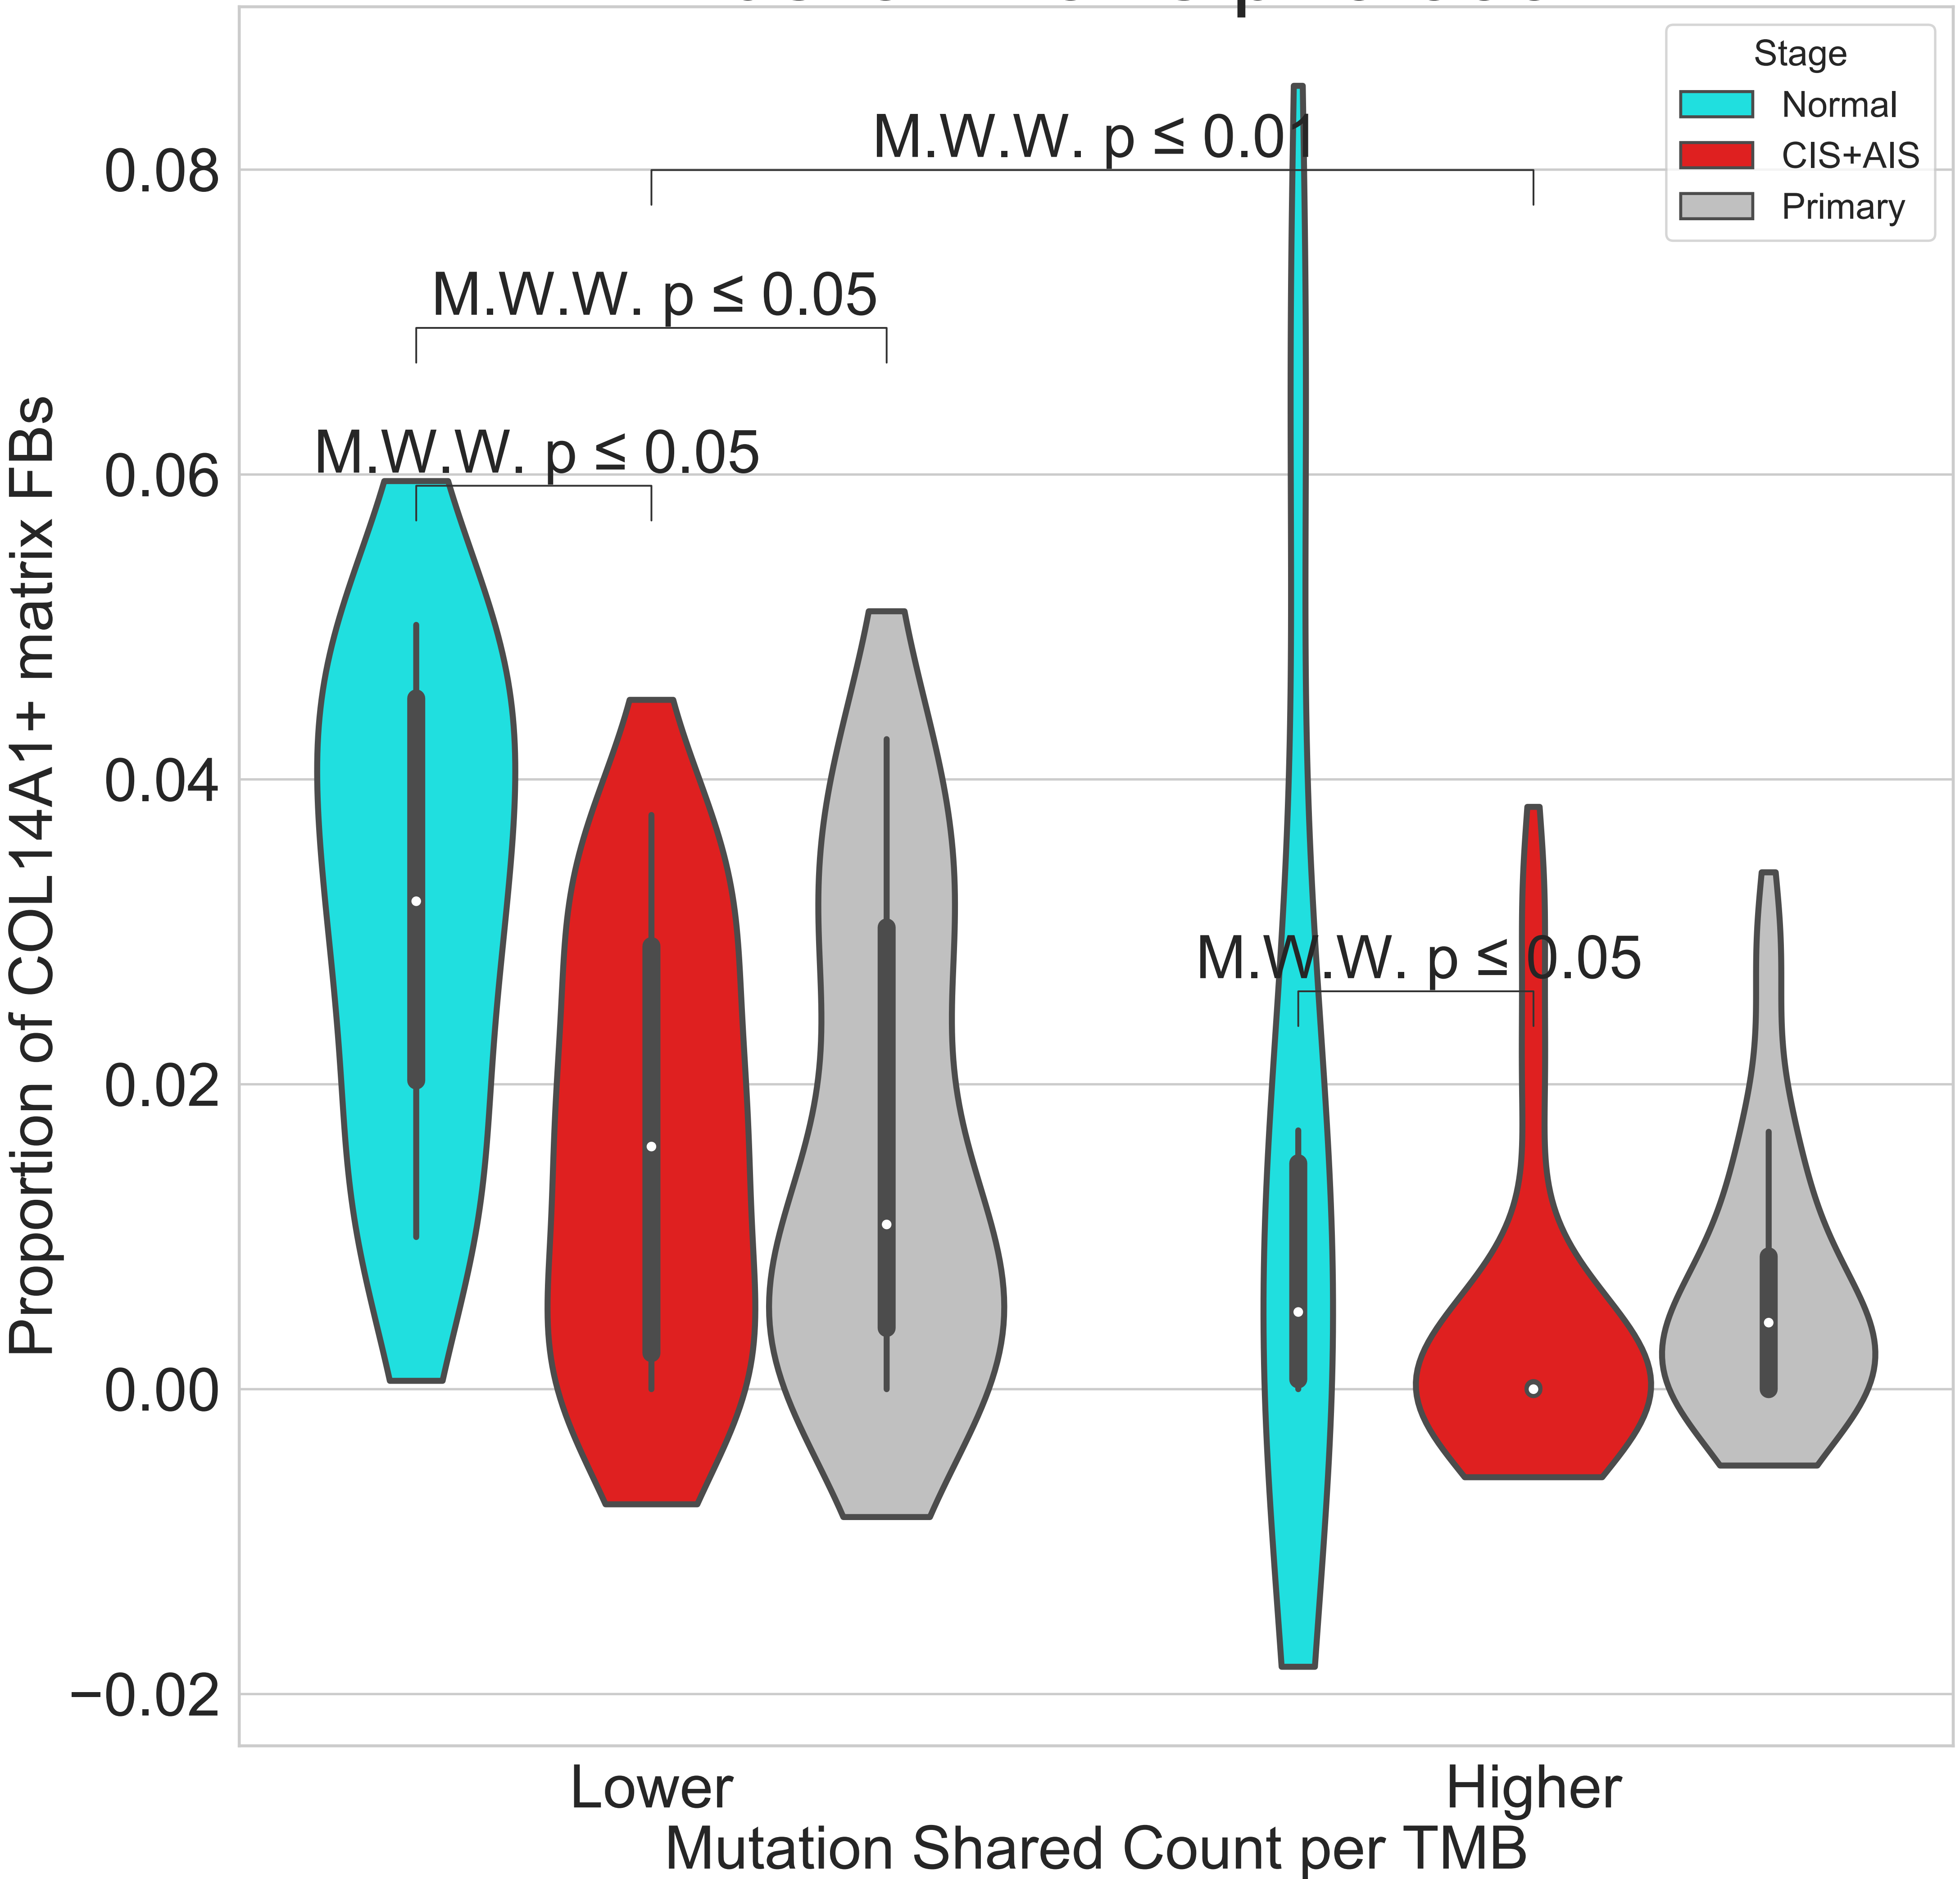 Stage
Normal
CIS+AIS
Primary
M.W.W. p ≤ 0.01
M.W.W. p ≤ 0.05
M.W.W. p ≤ 0.05
M.W.W. p ≤ 0.05
0.08
0.06
0.04
0.02
0.00
−0.02
Proportion of COL14A1+ matrix FBs
Lower
Higher
Mutation Shared Count per TMB